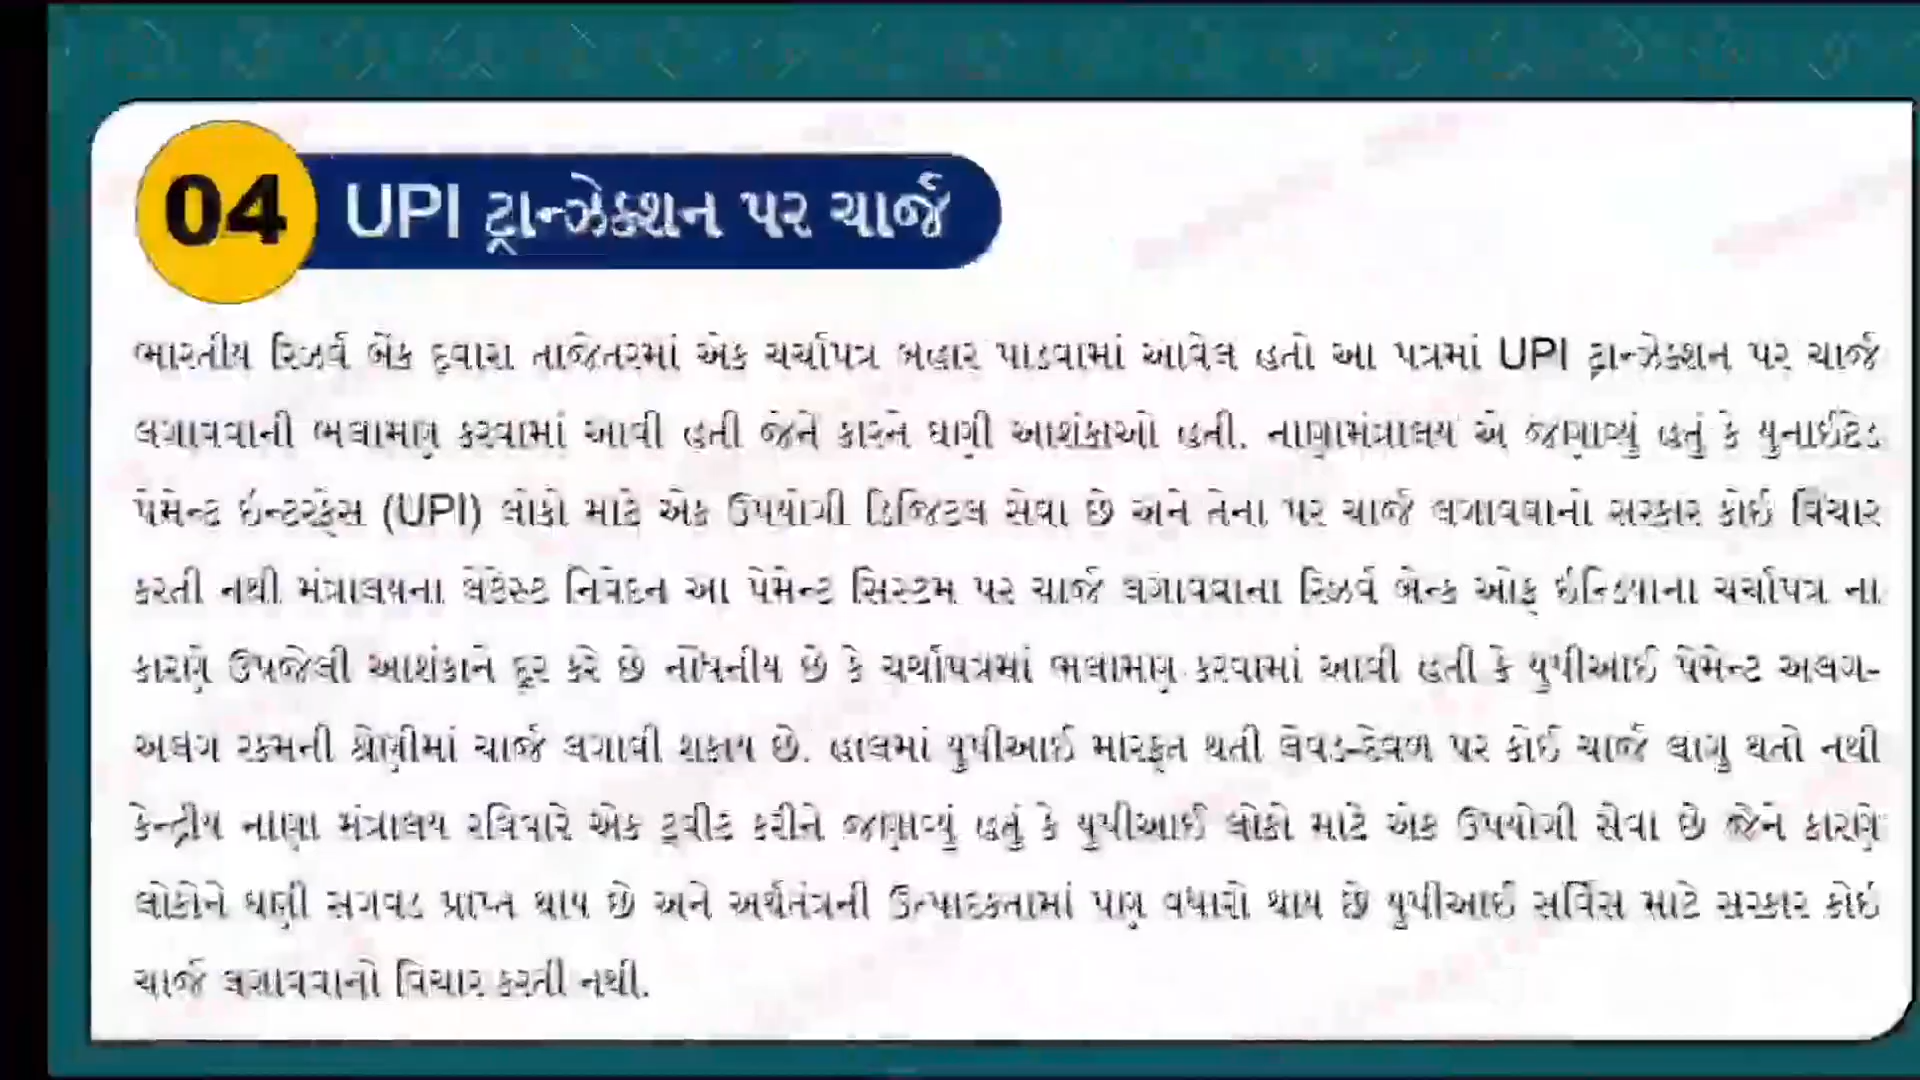 04
UPI ટ્રાન્ઝેક્શન પર ચાર્જ
ભારતીય રિઝર્વ બેંક દ્વારા તાજેતરમાં એક ચર્ચાપત્ર બહાર પાડવામાં આવેલ હતો આ પત્રમાં UPI ટ્રાન્ઝેક્શન પર ચાર્જ
લગાવવાની ભલામણ કરવામાં આવી હતી જેને કારને ઘણી આશંકાઓ હતી. નાણામંત્રાલય એ જણાવ્યું હતું કે યુનાઈટેડ
પેમેન્ટ ઇન્ટરફેસ (UPI) લોકો માટે એક ઉપયોગી ડિજિટલ સેવા છે અને તેના પર ચાર્જ લગાવવાનો સરકાર કોઈ વિચાર
કરતી નથી મંત્રાલયના લેટેસ્ટ નિવેદન આ પેમેન્ટ સિસ્ટમ પર ચાર્જ લગાવવાના રિઝર્વ બેન્ક ઓફ ઇન્ડિયાના ચર્ચાપત્ર ના
કારણે ઉપજેલી આશંકાને દૂર કરે છે નોંધનીય છે કે ચર્ચાપત્રમાં ભલામણ કરવામાં આવી હતી કે યુપીઆઈ પેમેન્ટ અલગ-
અલગ રકમની શ્રેણીમાં ચાર્જ લગાવી શકાય છે. હાલમાં યુપીઆઈ મારફત થતી લેવડ-દેવળ પર કોઈ ચાર્જ લાગુ થતો નથી
કેન્દ્રીય નાણા મંત્રાલય રવિવારે એક ટ્વીટ કરીને જાણાવ્યું હતું કે યુપીઆઈ લોકો માટે એક ઉપયોગી સેવા છે જેને કારણે
લોકોને ઘણી સગવડ પ્રાપ્ત થાય છે અને અર્થતંત્રની ઉત્પાદકતામાં પણ વધારો થાય છે યુપીઆઈ સર્વિસ માટે સરકાર કોઇ
ચાર્જ લગાવવાનો વિચાર કરતી નથી.